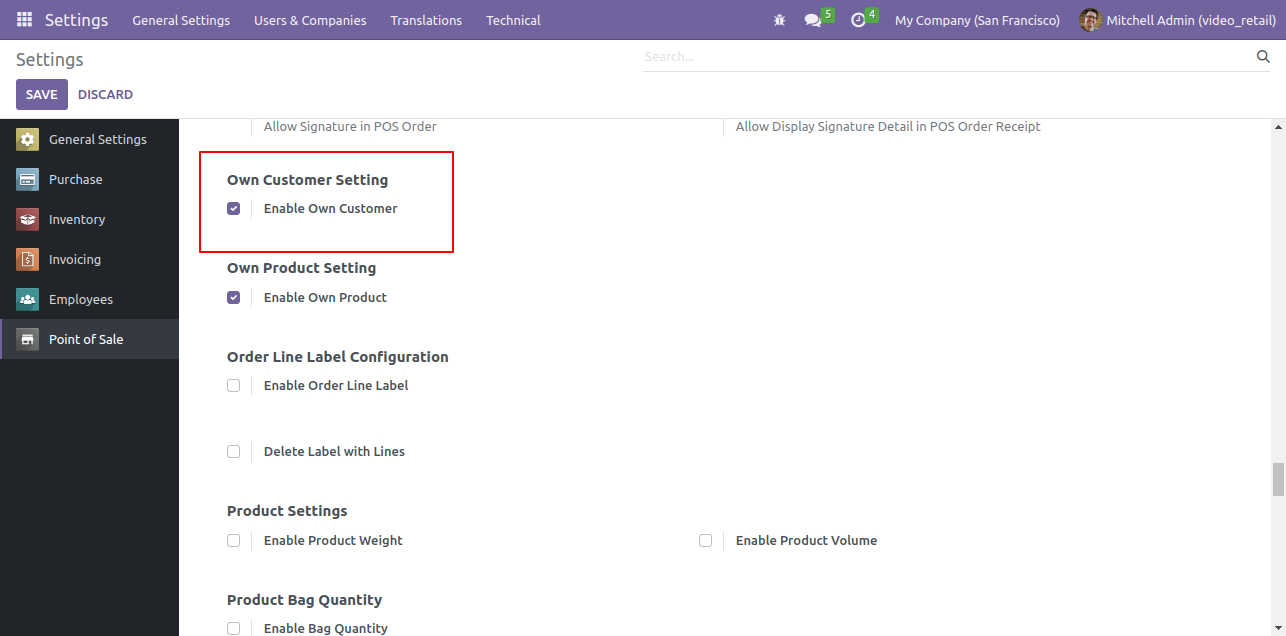 Settings General Settings Users & Companies Translations Technical 5 4 My Company (San Francisco) Mitchell Admin (video_retail)
Settings
Search...
SAVE DISCARD
General Settings
Purchase
Inventory
Invoicing
Employees
Point of Sale
Allow Signature in POS Order Allow Display Signature Detail in POS Order Receipt
Own Customer Setting
Enable Own Customer
Own Product Setting
Enable Own Product
Order Line Label Configuration
Enable Order Line Label
Delete Label with Lines
Product Settings
Enable Product Weight Enable Product Volume
Product Bag Quantity
Enable Bag Quantity